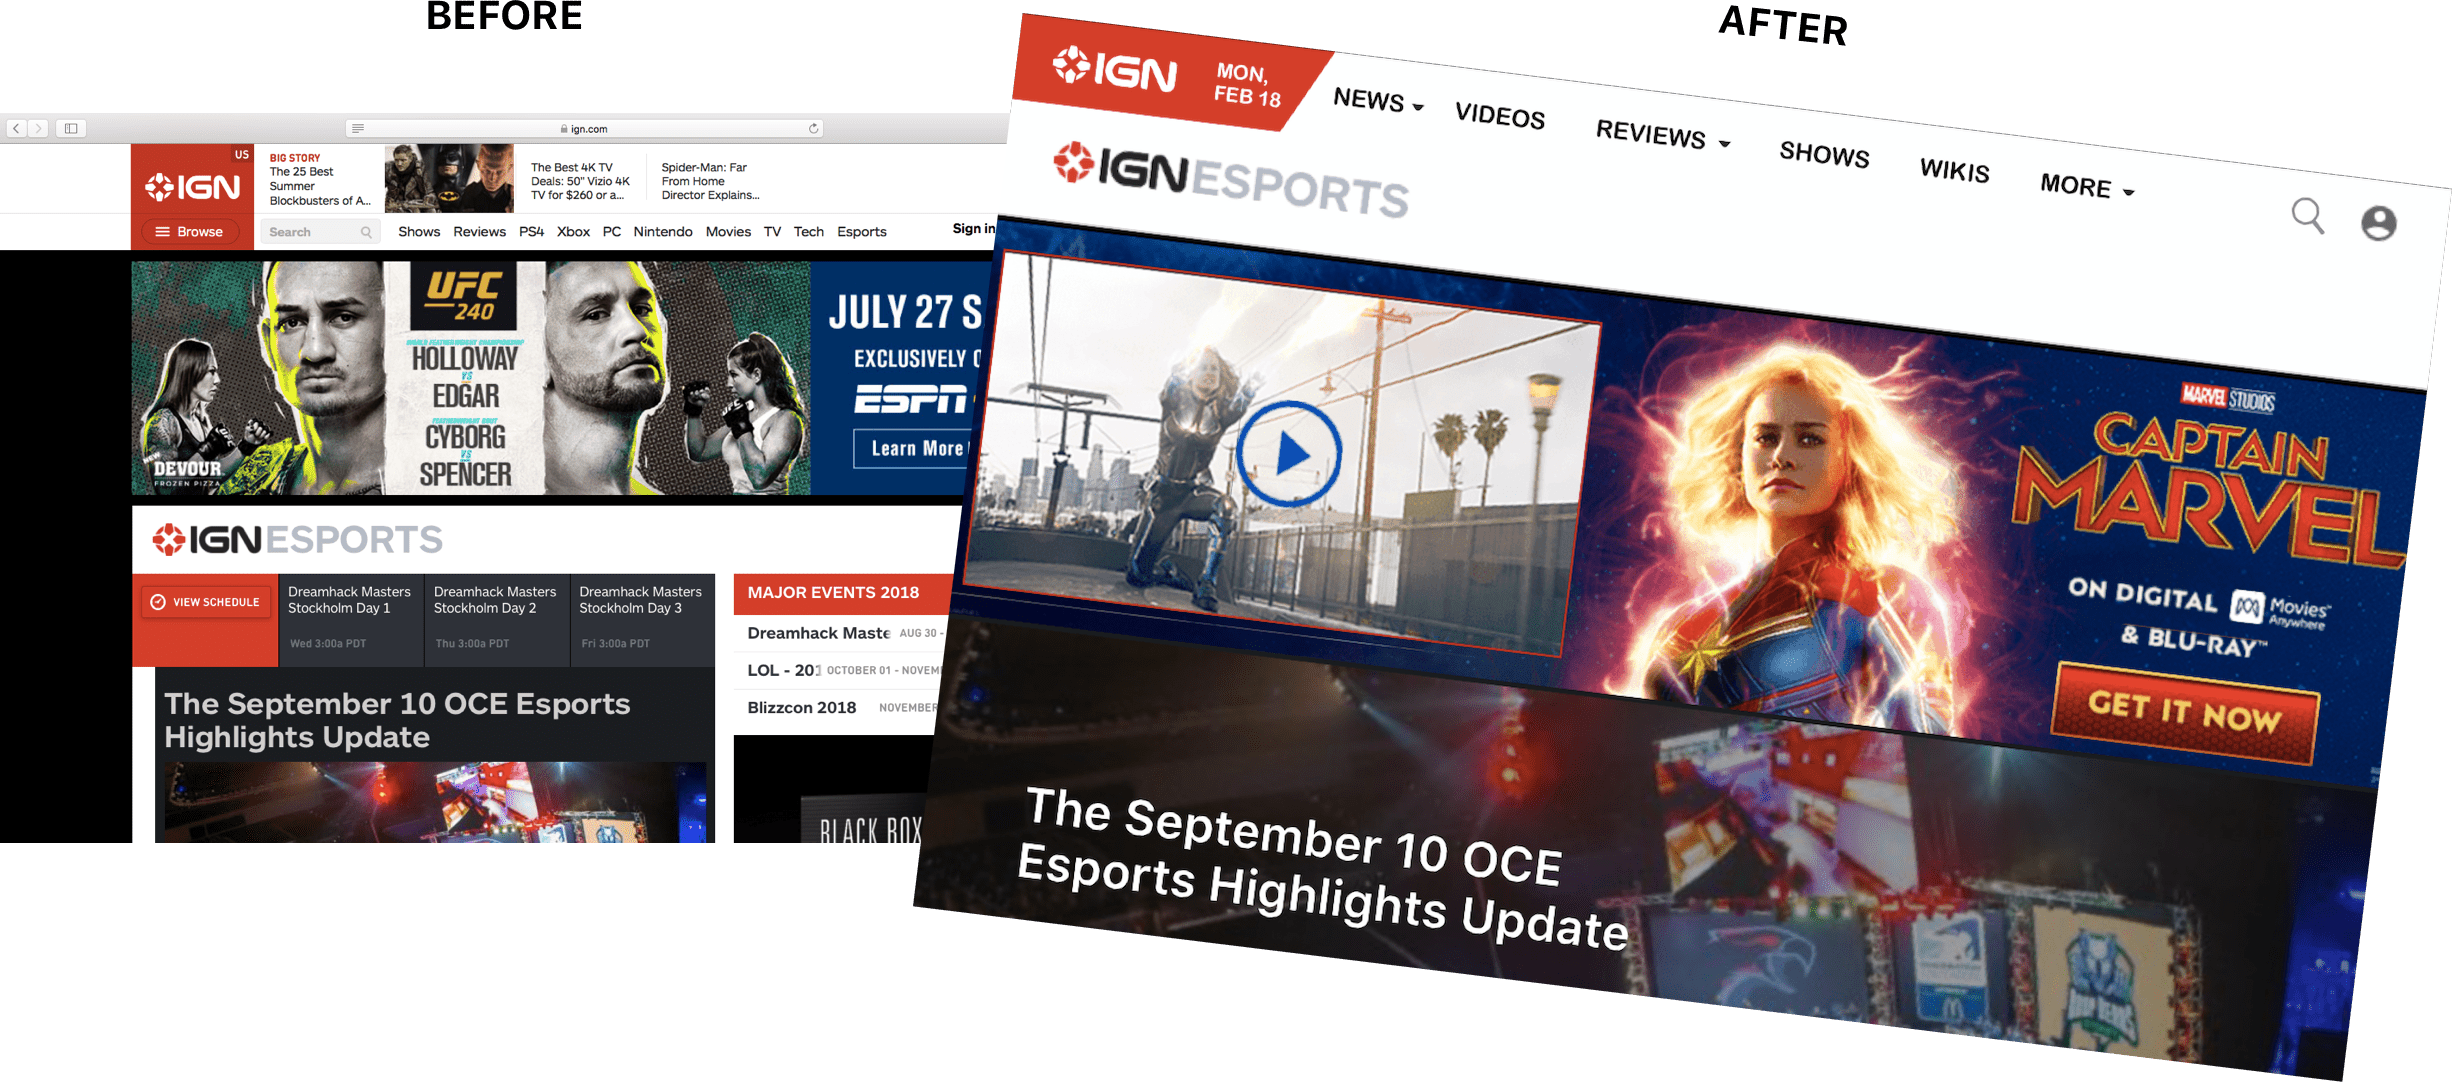 BEFORE
ign.com
US
IGN
BIG STORY
The 25 Best
Summer
Blockbusters of A...
The Best 4K TV
Deals: 50" Vizio 4K
TV for $260 or a...
Spider-Man: Far
From Home
Director Explains...
Browse
Search
Shows Reviews PS4 Xbox PC Nintendo Movies TV Tech Esports
Sign in
UFC
240
WORLD FEATHERWEIGHT CHAMPIONSHIP
HOLLOWAY
VS
EDGAR
FEATHERWEIGHT BOUT
CYBORG
VS
SPENCER
NEW
DEVOUR
FROZEN PIZZA
JULY 27 S
EXCLUSIVELY
ESPN
Learn More
IGN ESPORTS
VIEW SCHEDULE
Dreamhack Masters
Stockholm Day 1
Wed 3:00a PDT
Dreamhack Masters
Stockholm Day 2
Thu 3:00a PDT
Dreamhack Masters
Stockholm Day 3
Fri 3:00a PDT
The September 10 OCE Esports
Highlights Update
MAJOR EVENTS 2018
Dreamhack Maste AUG 30 -
LOL - 201 OCTOBER 01 - NOVEM
Blizzcon 2018 NOVEMBER
BLACK BOX
AFTER
IGN
MON,
FEB 18
NEWS VIDEOS REVIEWS SHOWS WIKIS MORE
IGN ESPORTS
MARVEL STUDIOS
CAPTAIN
MARVEL
ON DIGITAL Movies Anywhere
& BLU-RAY™
GET IT NOW
The September 10 OCE
Esports Highlights Update